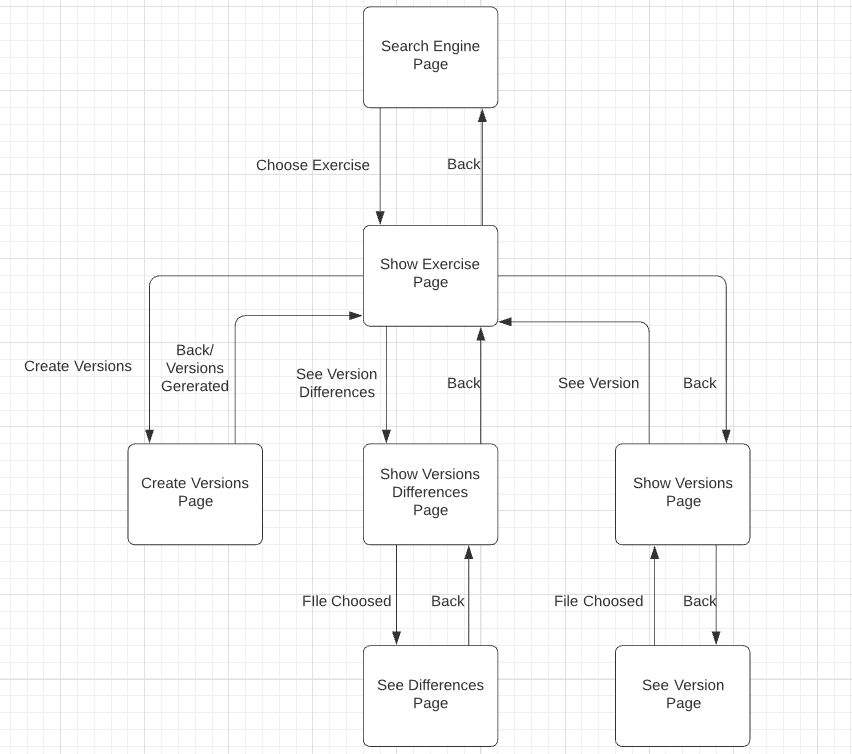 Search Engine
Page
Choose Exercise
Back
Show Exercise
Page
Create Versions
Back/
Versions
Gererated
See Version
Differences
Back
See Version
Back
Create Versions
Page
Show Versions
Differences
Page
Show Versions
Page
FIle Choosed
Back
File Choosed
Back
See Differences
Page
See Version
Page